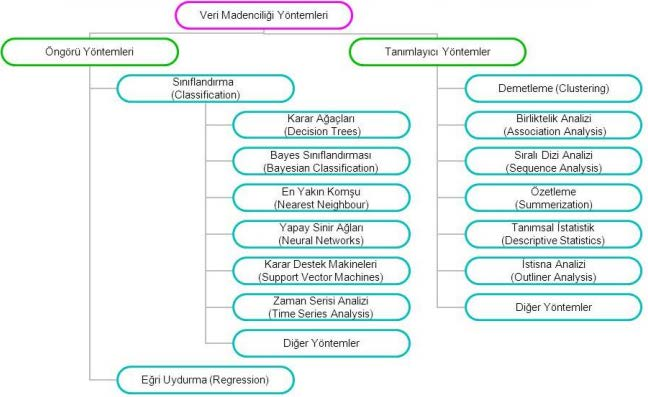 Veri Madenciliği Yöntemleri
Öngörü Yöntemleri
Sınıflandırma
(Classification)
Karar Ağaçları
(Decision Trees)
Bayes Sınıflandırması
(Bayesian Classification)
En Yakın Komşu
(Nearest Neighbour)
Yapay Sinir Ağları
(Neural Networks)
Karar Destek Makineleri
(Support Vector Machines)
Zaman Serisi Analizi
(Time Series Analysis)
Diğer Yöntemler
Eğri Uydurma (Regression)
Tanımlayıcı Yöntemler
Demetleme (Clustering)
Birliktelik Analizi
(Association Analysis)
Sıralı Dizi Analizi
(Sequence Analysis)
Özetleme
(Summerization)
Tanımsal İstatistik
(Descriptive Statistics)
İstisna Analizi
(Outliner Analysis)
Diğer Yöntemler